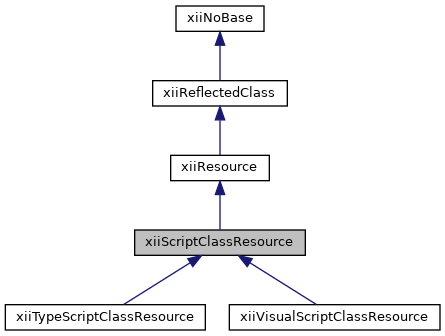 xiiNoBase
xiiReflectedClass
xiiResource
xiiScriptClassResource
xiiTypeScriptClassResource
xiiVisualScriptClassResource